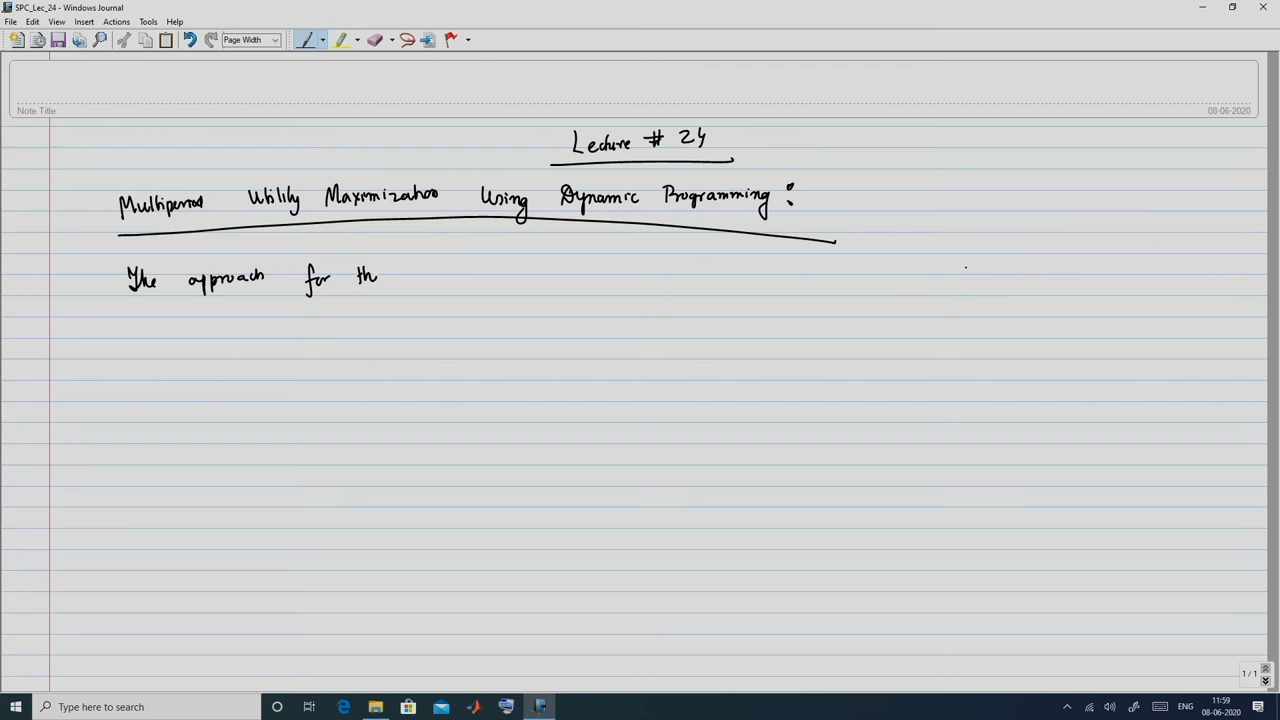 SPC_Lec_24 - Windows Journal
File Edit View Insert Actions Tools Help
Page Width
Note Title
08-06-2020
Lecture # 24
Multiperiod Utility Maximization Using Dynamic Programming :
The approach for th
1/1
Type here to search
ENG
11:59
08-06-2020